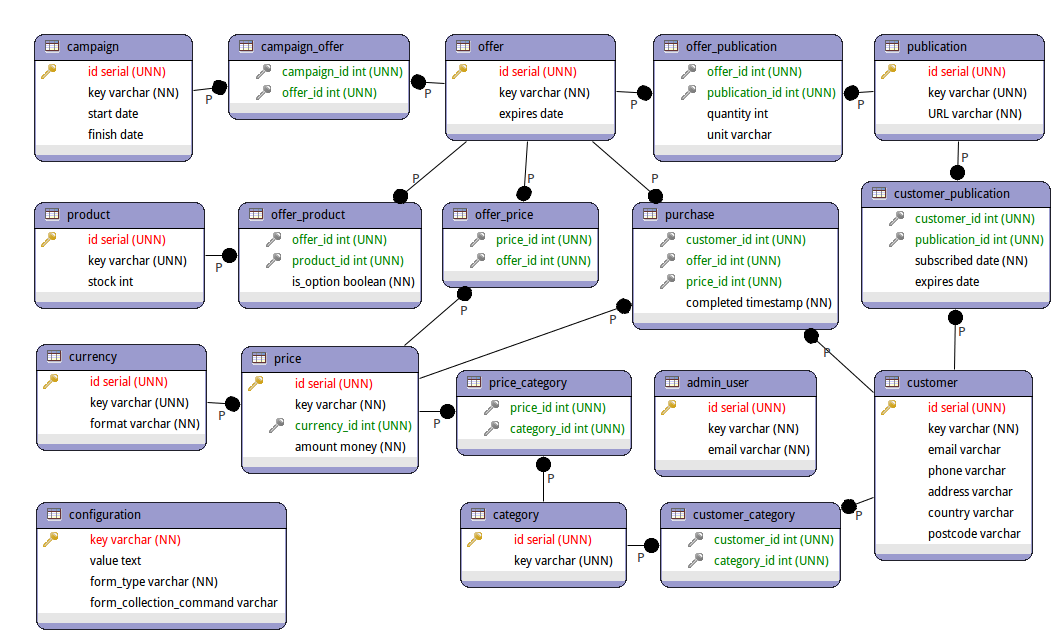 campaign
id serial (UNN)
key varchar (NN)
start date
finish date
P
campaign_offer
campaign_id int (UNN)
offer_id int (UNN)
P
offer
id serial (UNN)
key varchar (NN)
expires date
P
offer_publication
offer_id int (UNN)
publication_id int (UNN)
quantity int
unit varchar
P
publication
id serial (UNN)
key varchar (UNN)
URL varchar (NN)
P
P
P
P
product
id serial (UNN)
key varchar (UNN)
stock int
P
offer_product
offer_id int (UNN)
product_id int (UNN)
is_option boolean (NN)
offer_price
price_id int (UNN)
offer_id int (UNN)
P
purchase
customer_id int (UNN)
offer_id int (UNN)
price_id int (UNN)
completed timestamp (NN)
P
P
customer_publication
customer_id int (UNN)
publication_id int (UNN)
subscribed date (NN)
expires date
P
currency
id serial (UNN)
key varchar (UNN)
format varchar (NN)
P
price
id serial (UNN)
key varchar (NN)
currency_id int (UNN)
amount money (NN)
P
price_category
price_id int (UNN)
category_id int (UNN)
P
admin_user
id serial (UNN)
key varchar (NN)
email varchar (NN)
customer
id serial (UNN)
key varchar (NN)
email varchar
phone varchar
address varchar
country varchar
postcode varchar
P
configuration
key varchar (NN)
value text
form_type varchar (NN)
form_collection_command varchar
category
id serial (UNN)
key varchar (UNN)
P
customer_category
customer_id int (UNN)
category_id int (UNN)